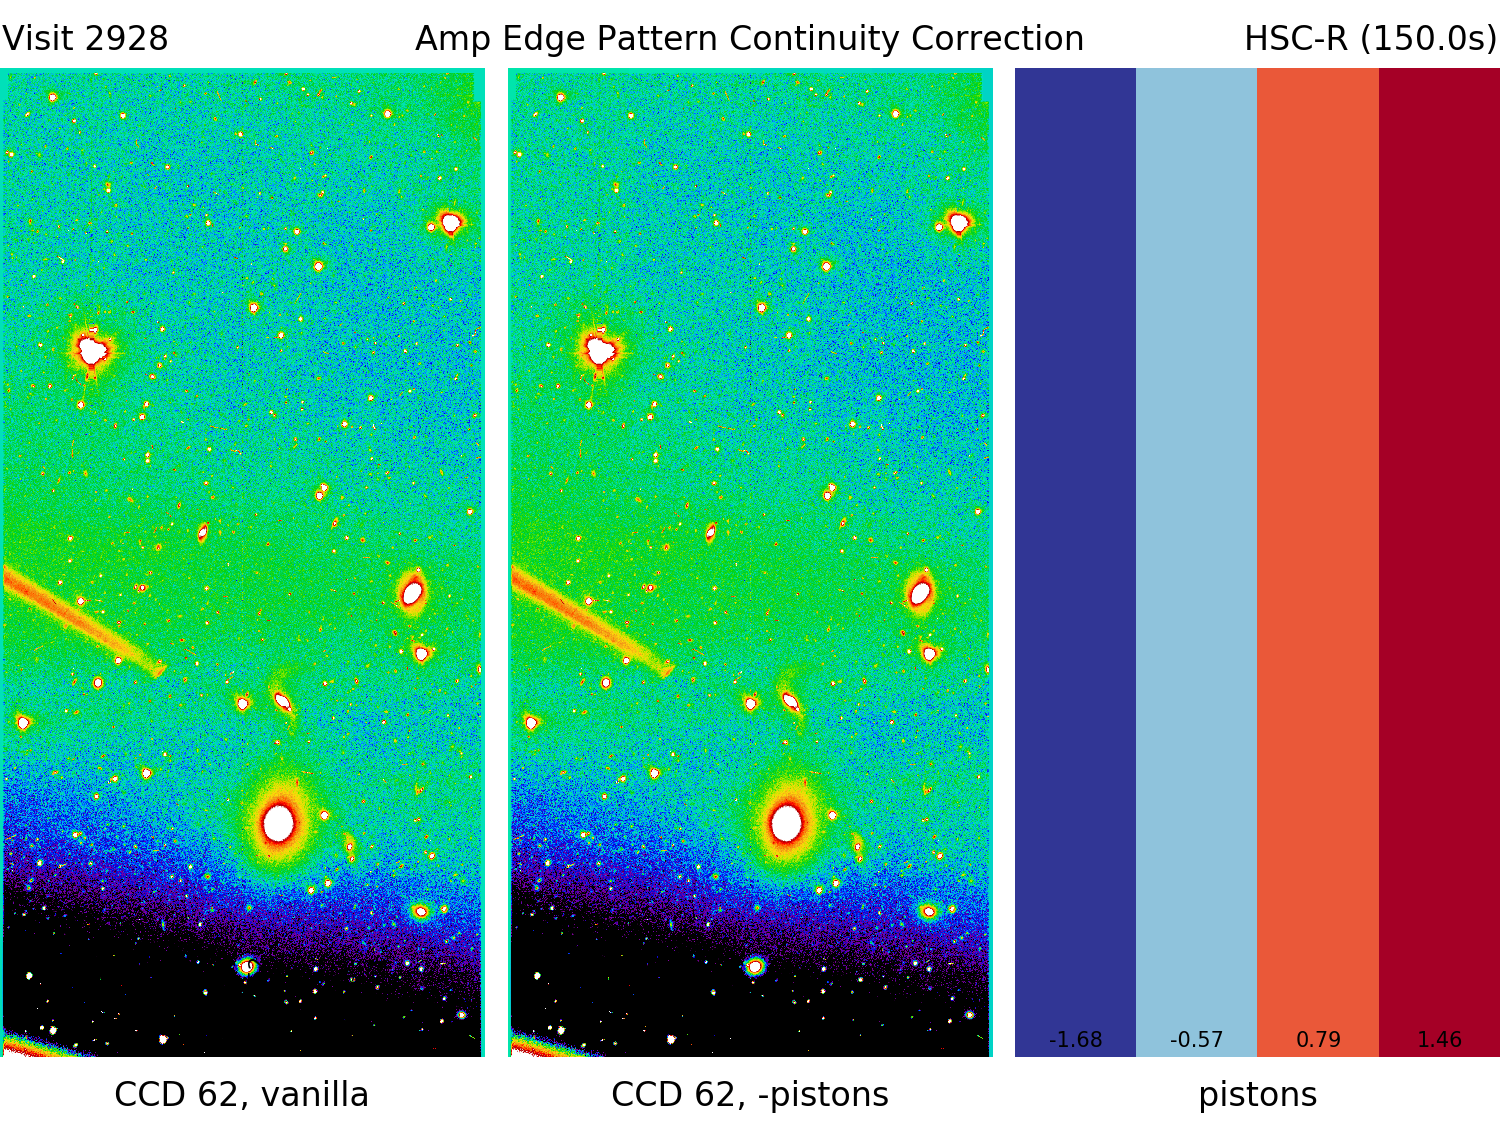 Visit 2928 Amp Edge Pattern Continuity Correction HSC-R (150.0s)
-1.68 -0.57 0.79 1.46
CCD 62, vanilla CCD 62, -pistons pistons